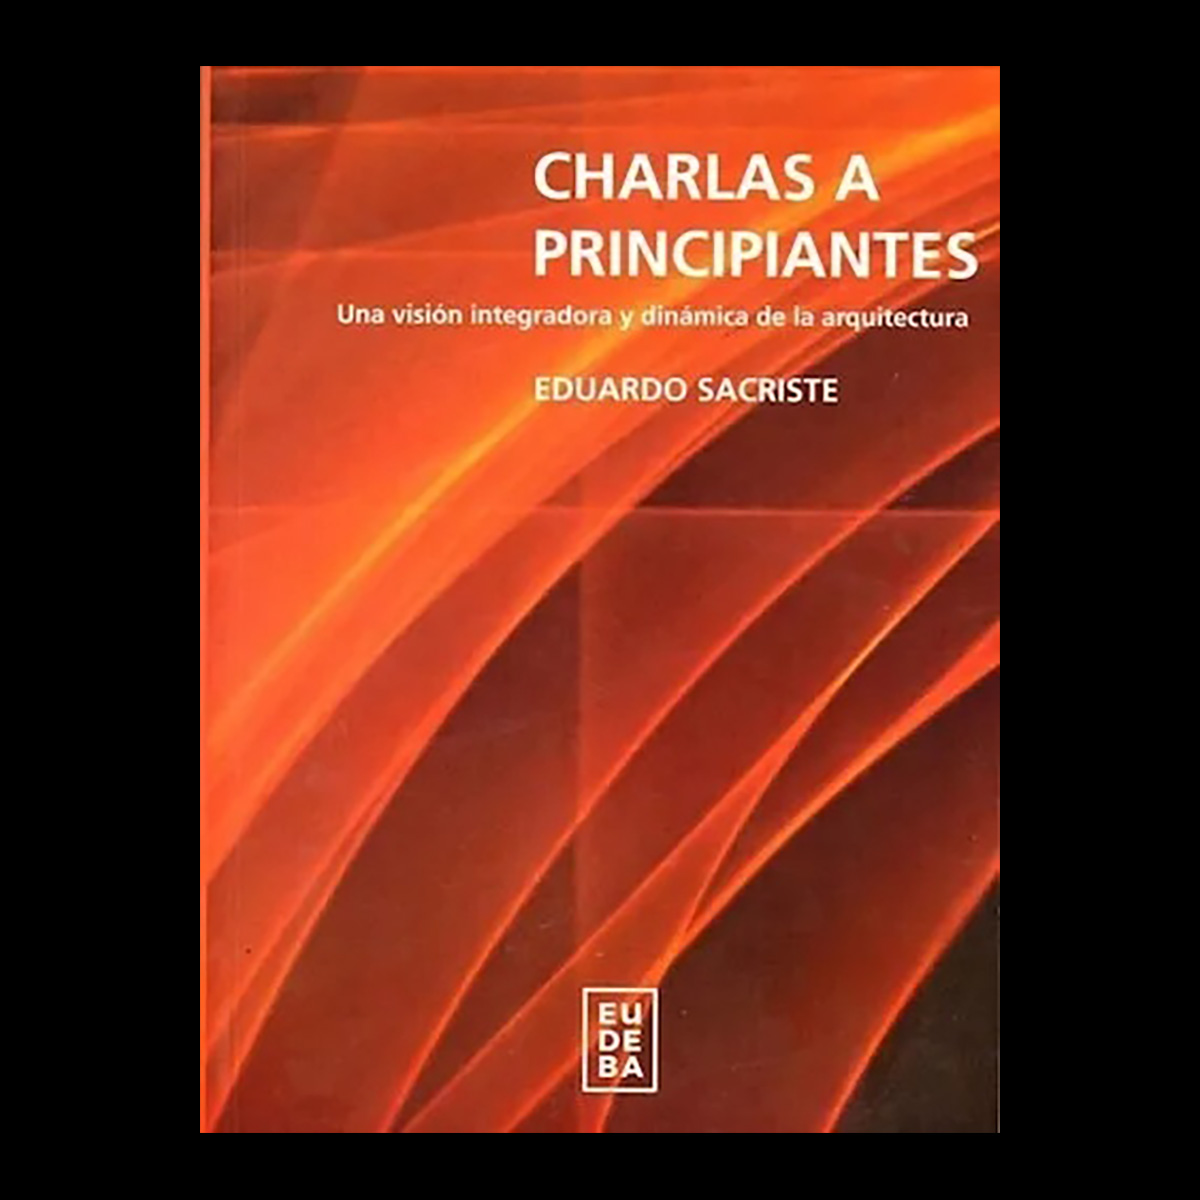 CHARLAS A
PRINCIPIANTES
Una visión integradora y dinámica de la arquitectura
EDUARDO SACRISTE
EU
DE
BA